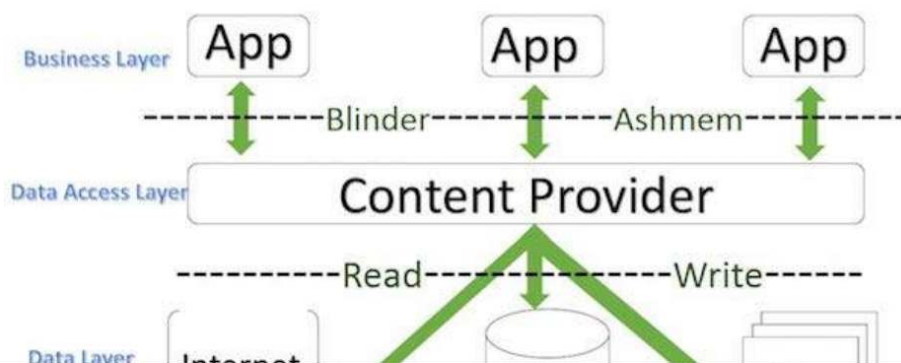 Business Layer App App App
Blinder Ashmem
Data Access Layer Content Provider
Read Write
Data Layer Internet